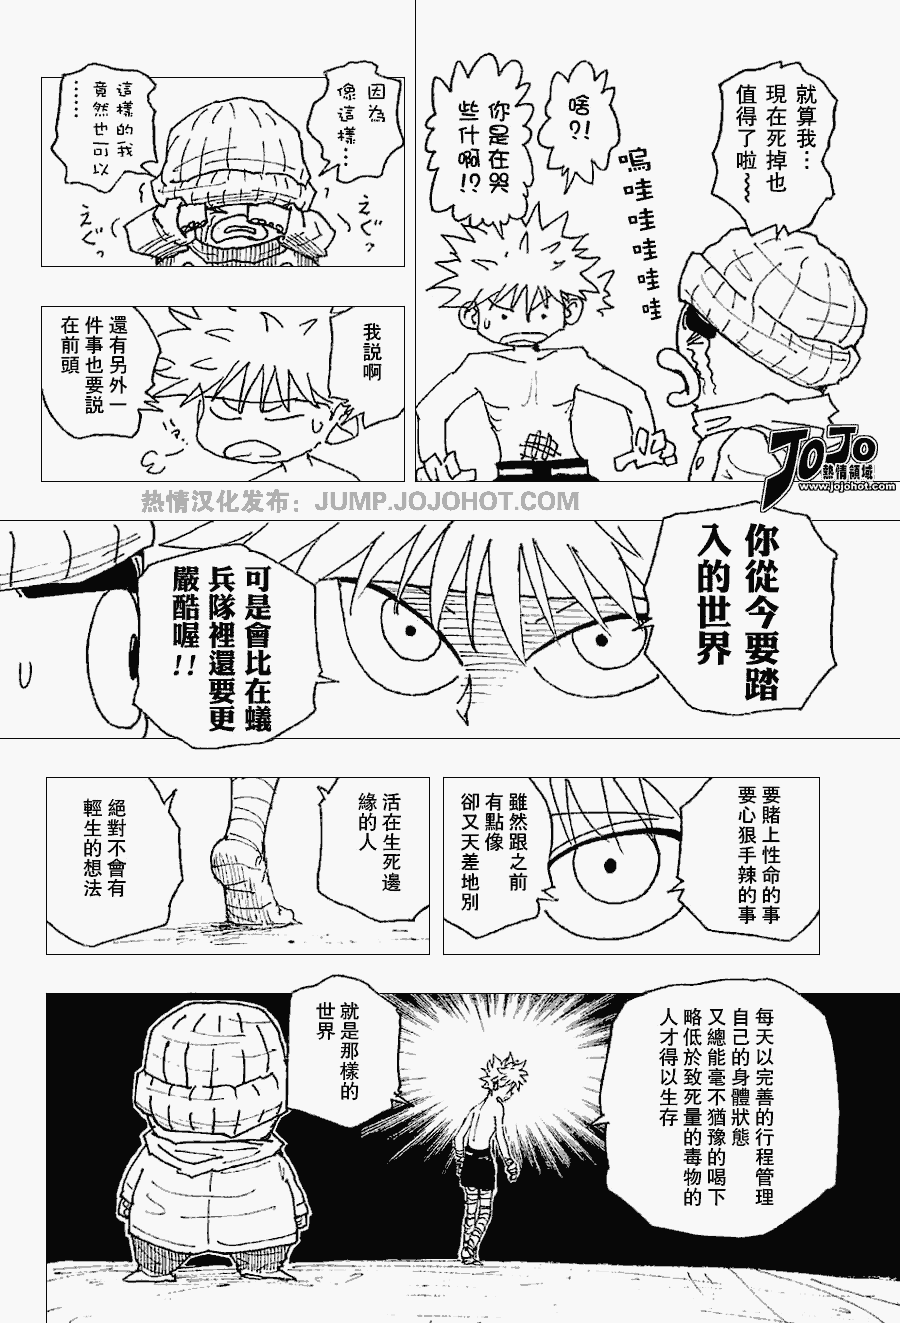 就算我…
現在死掉也
值得了啦～
嗚哇哇哇哇哇
啥?!
你是在哭
些什啊!?
因為
像這樣…
這樣的我
竟然也可以
……
えぐっ
えぐっ
我説啊
還有另外一
件事也要説
在前頭
JOJO
熱情領域
www.jojohot.com
热情汉化发布：JUMP.JOJOHOT.COM
你從今要踏
入的世界
可是會比在蟻
兵隊裡還要更
嚴酷喔!!
要賭上性命的事
要心狠手辣的事
雖然跟之前
有點像
卻又天差地別
活在生死邊
緣的人
絕對不會有
輕生的想法
每天以完善的行程管理
自己的身體狀態
又總能毫不猶豫的喝下
略低於致死量的毒物的
人才得以生存
就是那樣的
世界